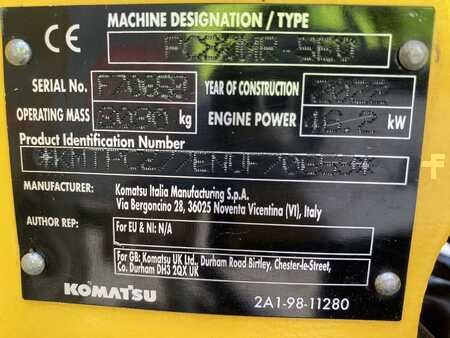 CE
MACHINE DESIGNATION / TYPE
SERIAL No.
YEAR OF CONSTRUCTION
2022
OPERATING MASS
kg
ENGINE POWER
kW
Product Identification Number
MANUFACTURER:
Komatsu Italia Manufacturing S.p.A.
Via Bergoncino 28, 36025 Noventa Vicentina (VI), Italy
AUTHOR REP:
For EU & NI: N/A
For GB: Komatsu UK Ltd., Durham Road Birtley, Chester-le-Street,
Co. Durham DH3 2QX UK
KOMATSU
2A1-98-11280